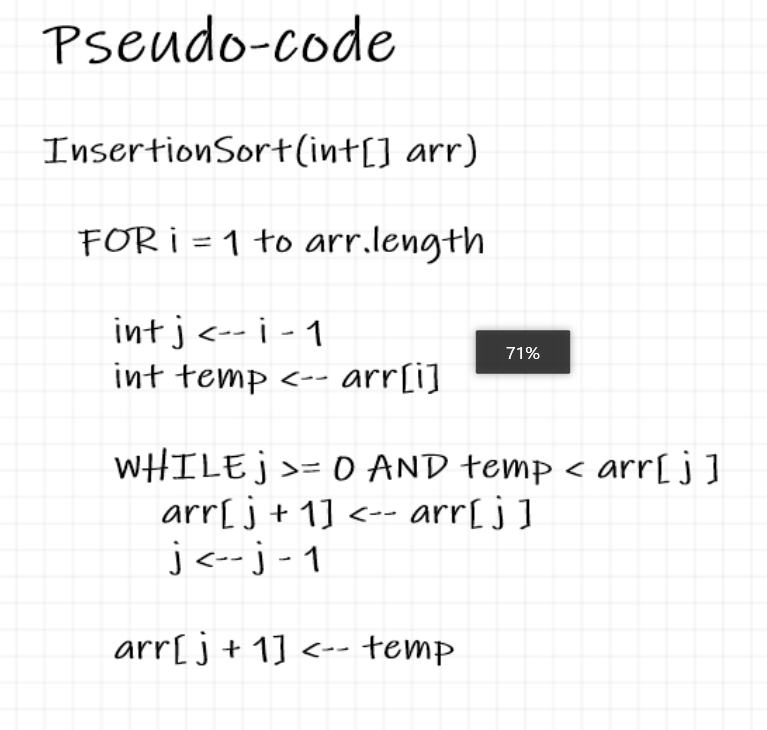 Pseudo-code
InsertionSort(int[] arr)
FOR i = 1 to arr.length
int j <-- i - 1
71%
int temp <-- arr[i]
WHILE j >= 0 AND temp < arr[ j ]
arr[ j + 1] <-- arr[ j ]
j <-- j - 1
arr[ j + 1] <-- temp